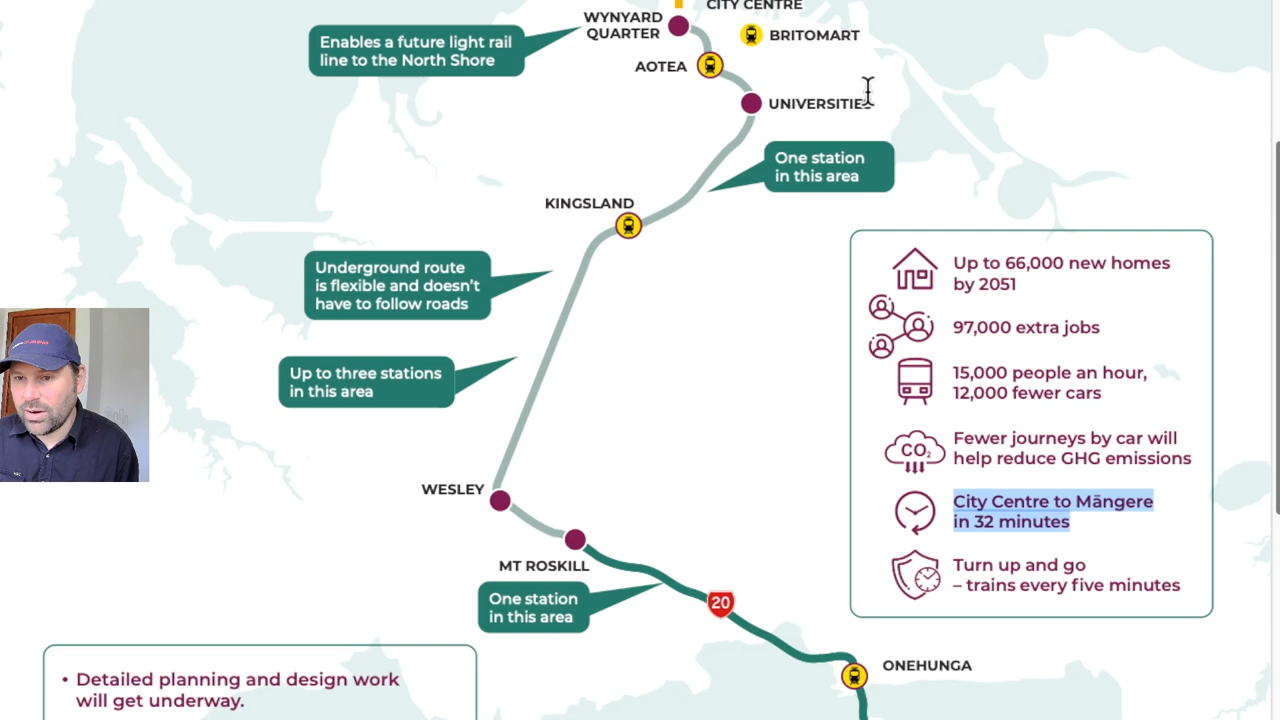 CITY CENTRE
WYNYARD
QUARTER
BRITOMART
Enables a future light rail
line to the North Shore
AOTEA
UNIVERSITIES
One station
in this area
KINGSLAND
Underground route
is flexible and doesn't
have to follow roads
Up to three stations
in this area
Up to 66,000 new homes
by 2051
97,000 extra jobs
15,000 people an hour,
12,000 fewer cars
CO₂
Fewer journeys by car will
help reduce GHG emissions
City Centre to Māngere
in 32 minutes
Turn up and go
– trains every five minutes
WESLEY
MT ROSKILL
One station
in this area
20
ONEHUNGA
• Detailed planning and design work
will get underway.